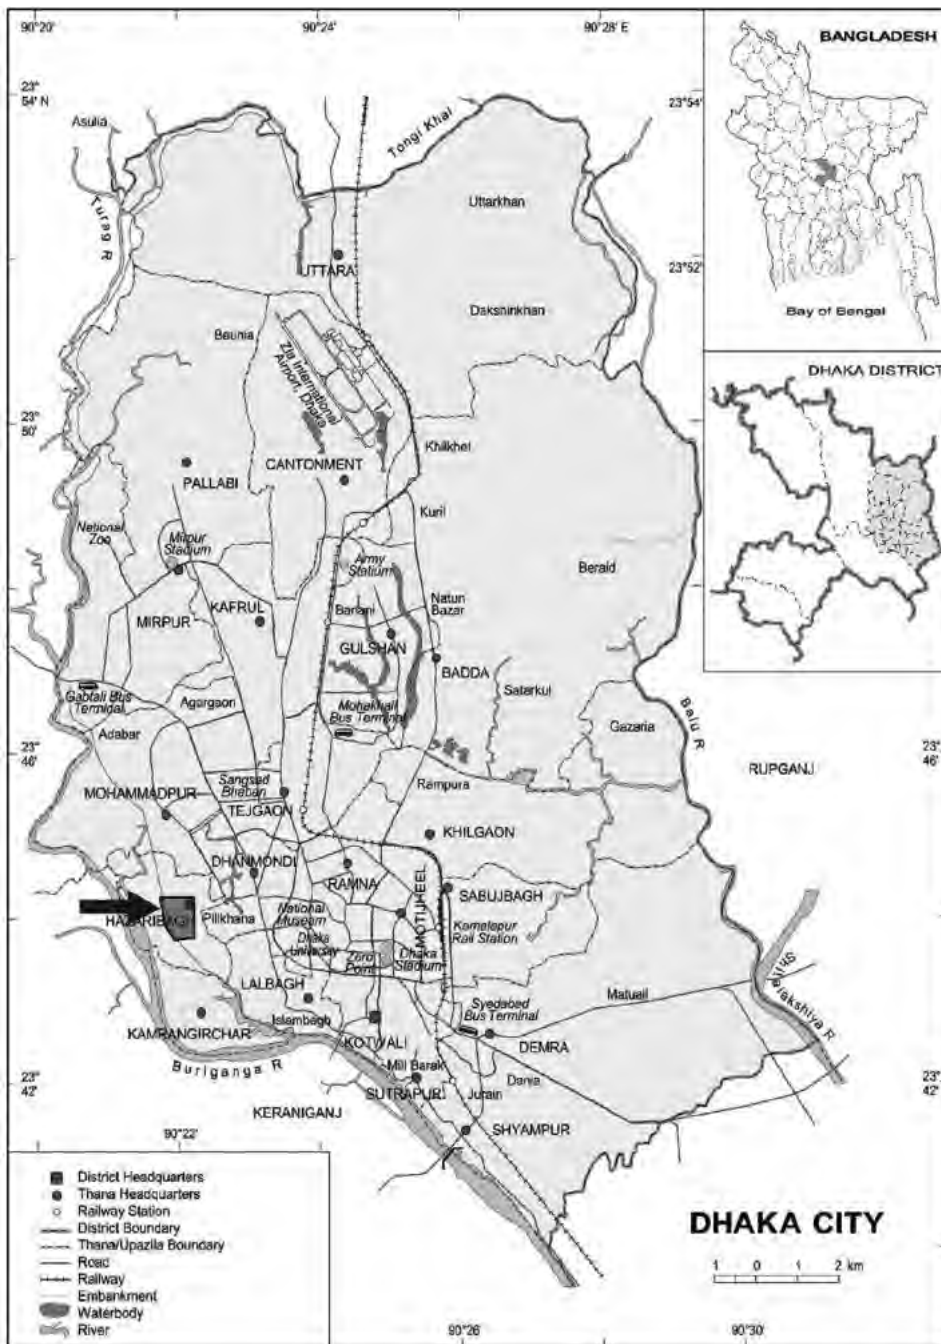 90°20'
90°24'
90°28' E
BANGLADESH
23°
54' N
23°54'
Asulia
Tongi Khal
Turag R
Uttarkhan
UTTARA
23°52'
Dakshinkhan
Bay of Bengal
Beunia
Zia International
Airport, Dhaka
DHAKA DISTRICT
23°
50'
Khilkhet
CANTONMENT
PALLABI
Kuril
National
Zoo
Mirpur
Stadium
Army
Statium
Beraid
KAFRUL
Banani
Natun
Bazar
MIRPUR
GULSHAN
BADDA
Gabtali Bus
Termigal
Agargaon
Mohakhali
Bus Terminal
Satarkul
Gazaria
Balu R
Adabar
23°
46'
23°
46'
RUPGANJ
Sangsad
Bhaban
Rampura
MOHAMMADPUR
TEJGAON
KHILGAON
DHANMONDI
RAMNA
MOTIJHEEL
SABUJBAGH
HAZARIBAGH
Pilkhana
National
Museum
Kamalapur
Rail Station
Dhaka
University
Zero
Point
Dhaka
Stadium
LALBAGH
Matuail
Islambagh
Syedabad
Bus Terminal
KAMRANGIRCHAR
KOTWALI
DEMRA
Buriganga R
Mill Barak
Dania
23°
42'
23°
42'
SUTRAPUR
Jurain
KERANIGANJ
SHYAMPUR
90°22'
District Headquarters
Thana Headquarters
Railway Station
District Boundary
Thana/Upazila Boundary
Road
Railway
Embankment
Waterbody
River
DHAKA CITY
1 0 1 2 km
90°26'
90°30'